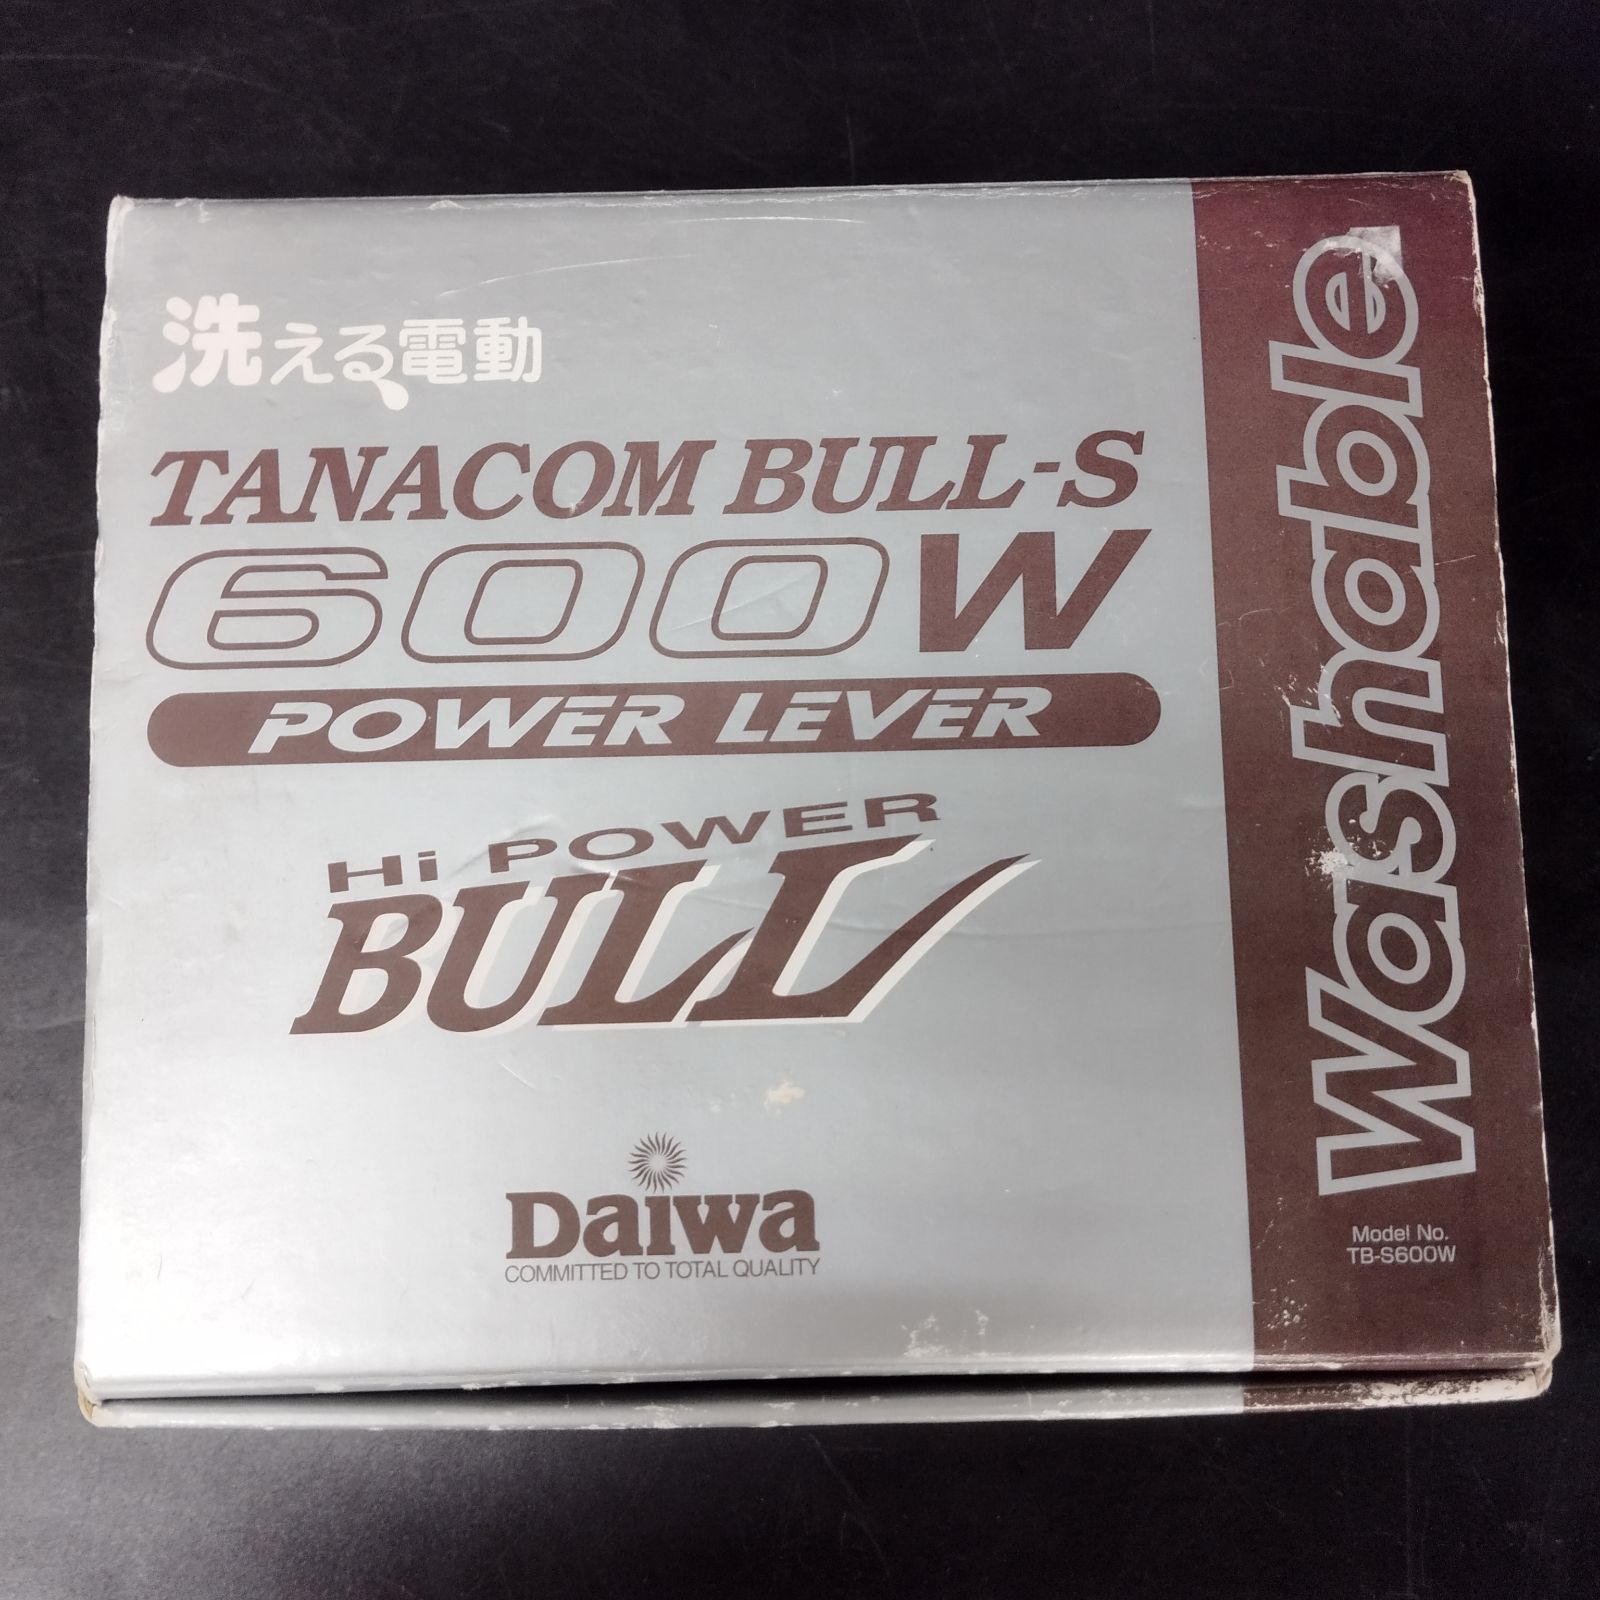 洗える電動
TANACOM BULL-S
600W
POWER LEVER
Hi POWER
BULL
Daiwa
COMMITTED TO TOTAL QUALITY
Washable
Model No.
TB-S600W